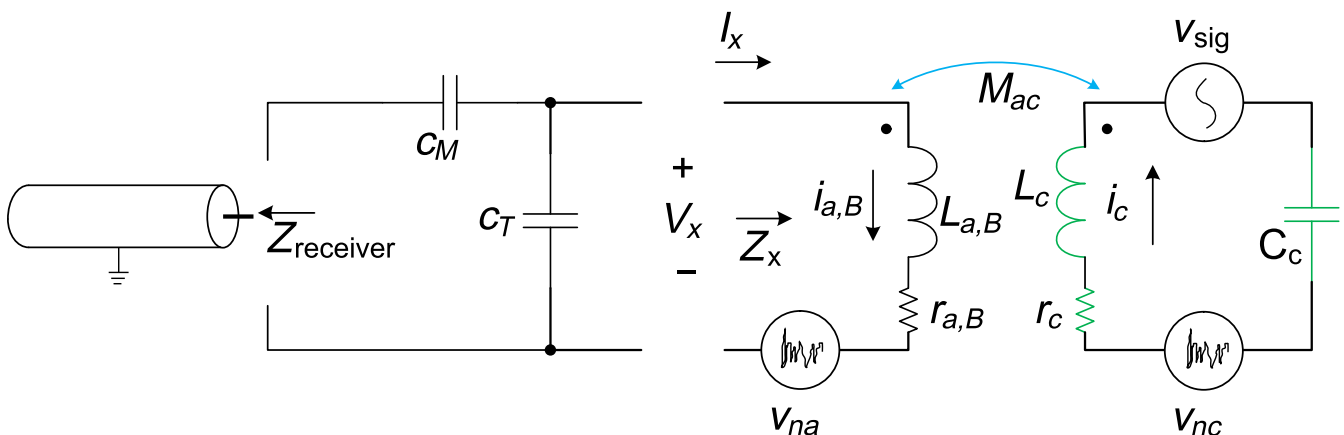 I_x
v_sig
M_ac
c_M
+
i_a,B
L_c
i_c
L_a,B
Z_receiver
c_T
V_x
Z_x
C_c
−
r_a,B
r_c
v_na
v_nc